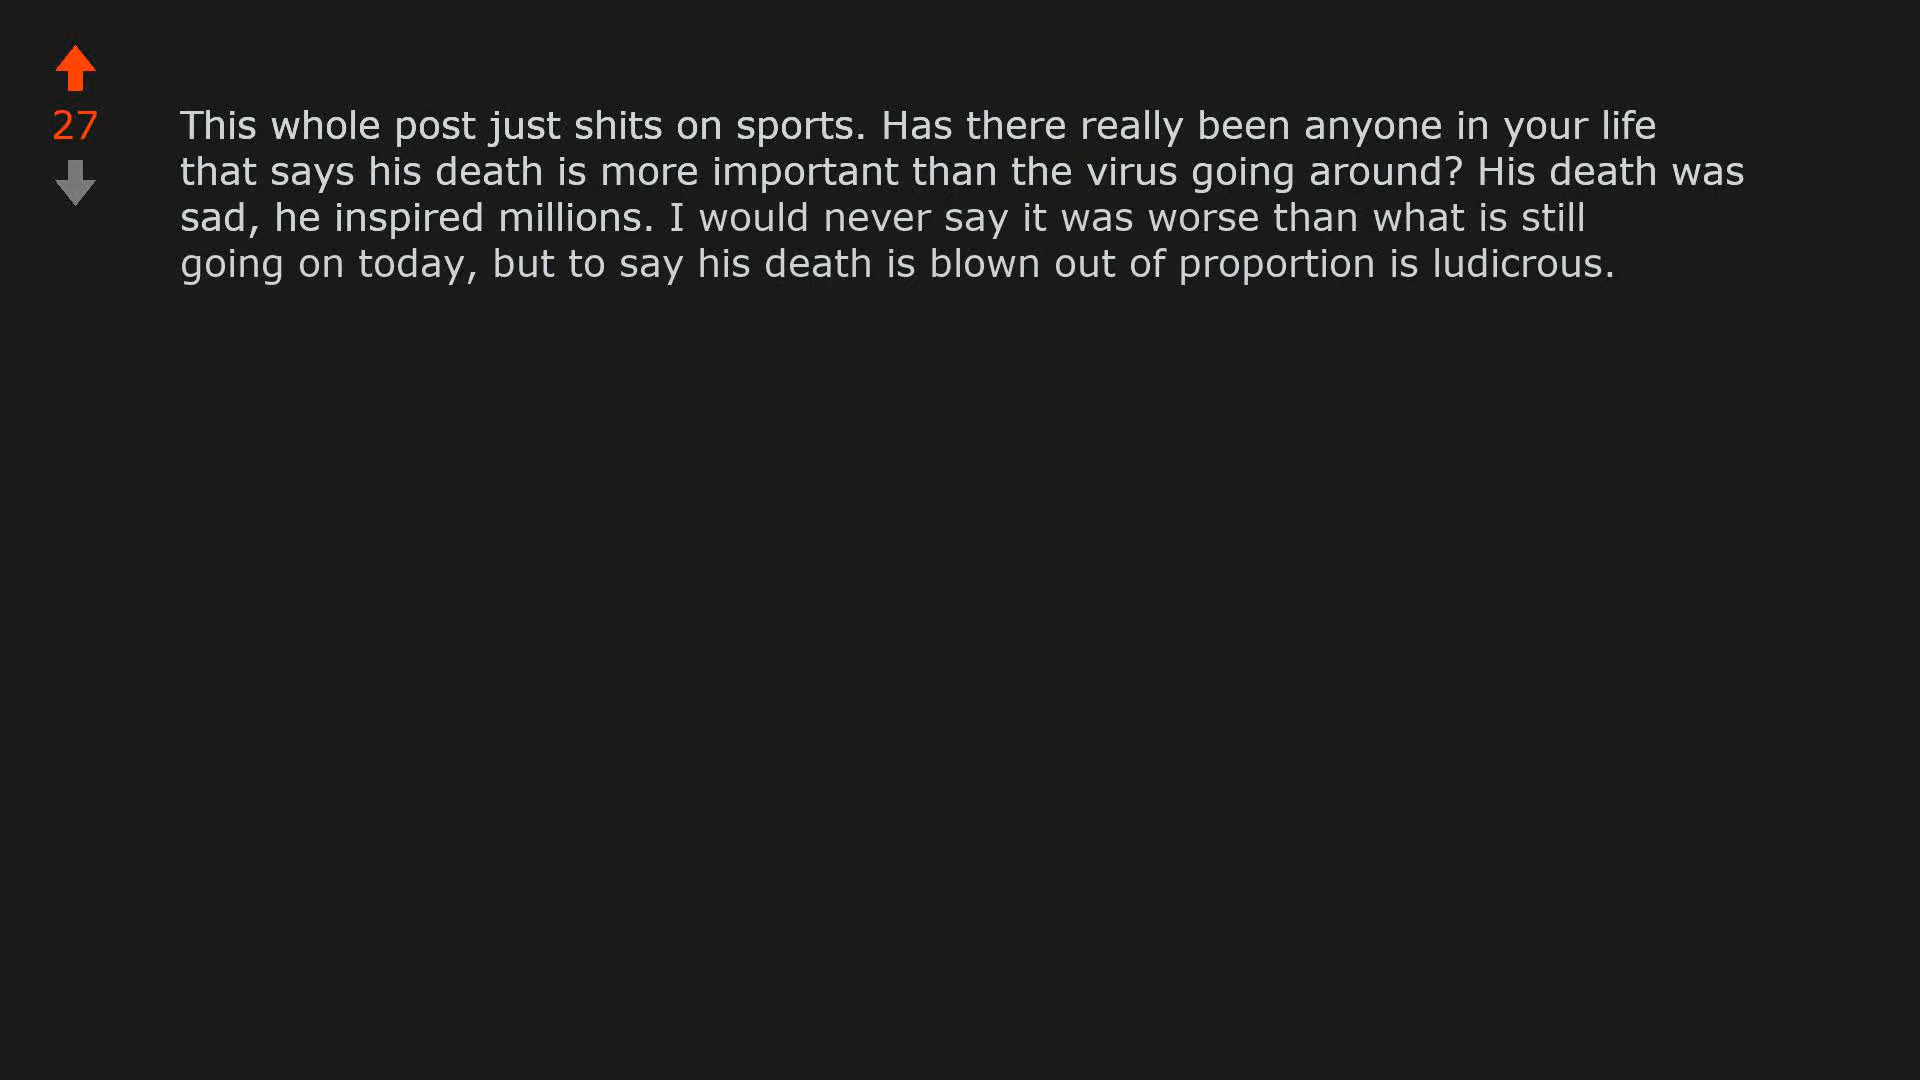 27
This whole post just shits on sports. Has there really been anyone in your life
that says his death is more important than the virus going around? His death was
sad, he inspired millions. I would never say it was worse than what is still
going on today, but to say his death is blown out of proportion is ludicrous.